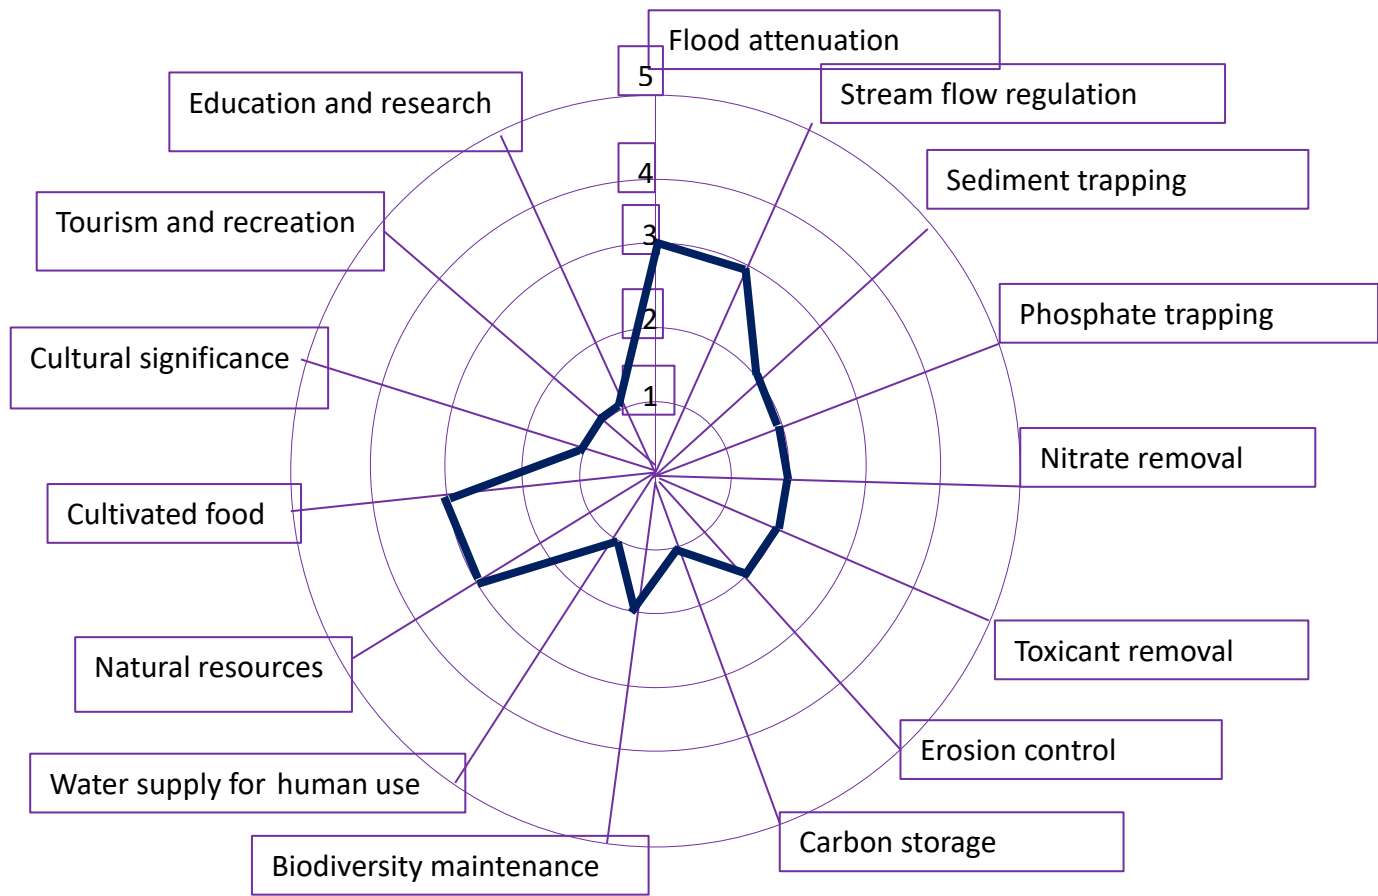 Flood attenuation
5
Stream flow regulation
Education and research
4
Sediment trapping
Tourism and recreation
3
Phosphate trapping
2
Cultural significance
1
Nitrate removal
Cultivated food
Toxicant removal
Natural resources
Erosion control
Water supply for human use
Carbon storage
Biodiversity maintenance